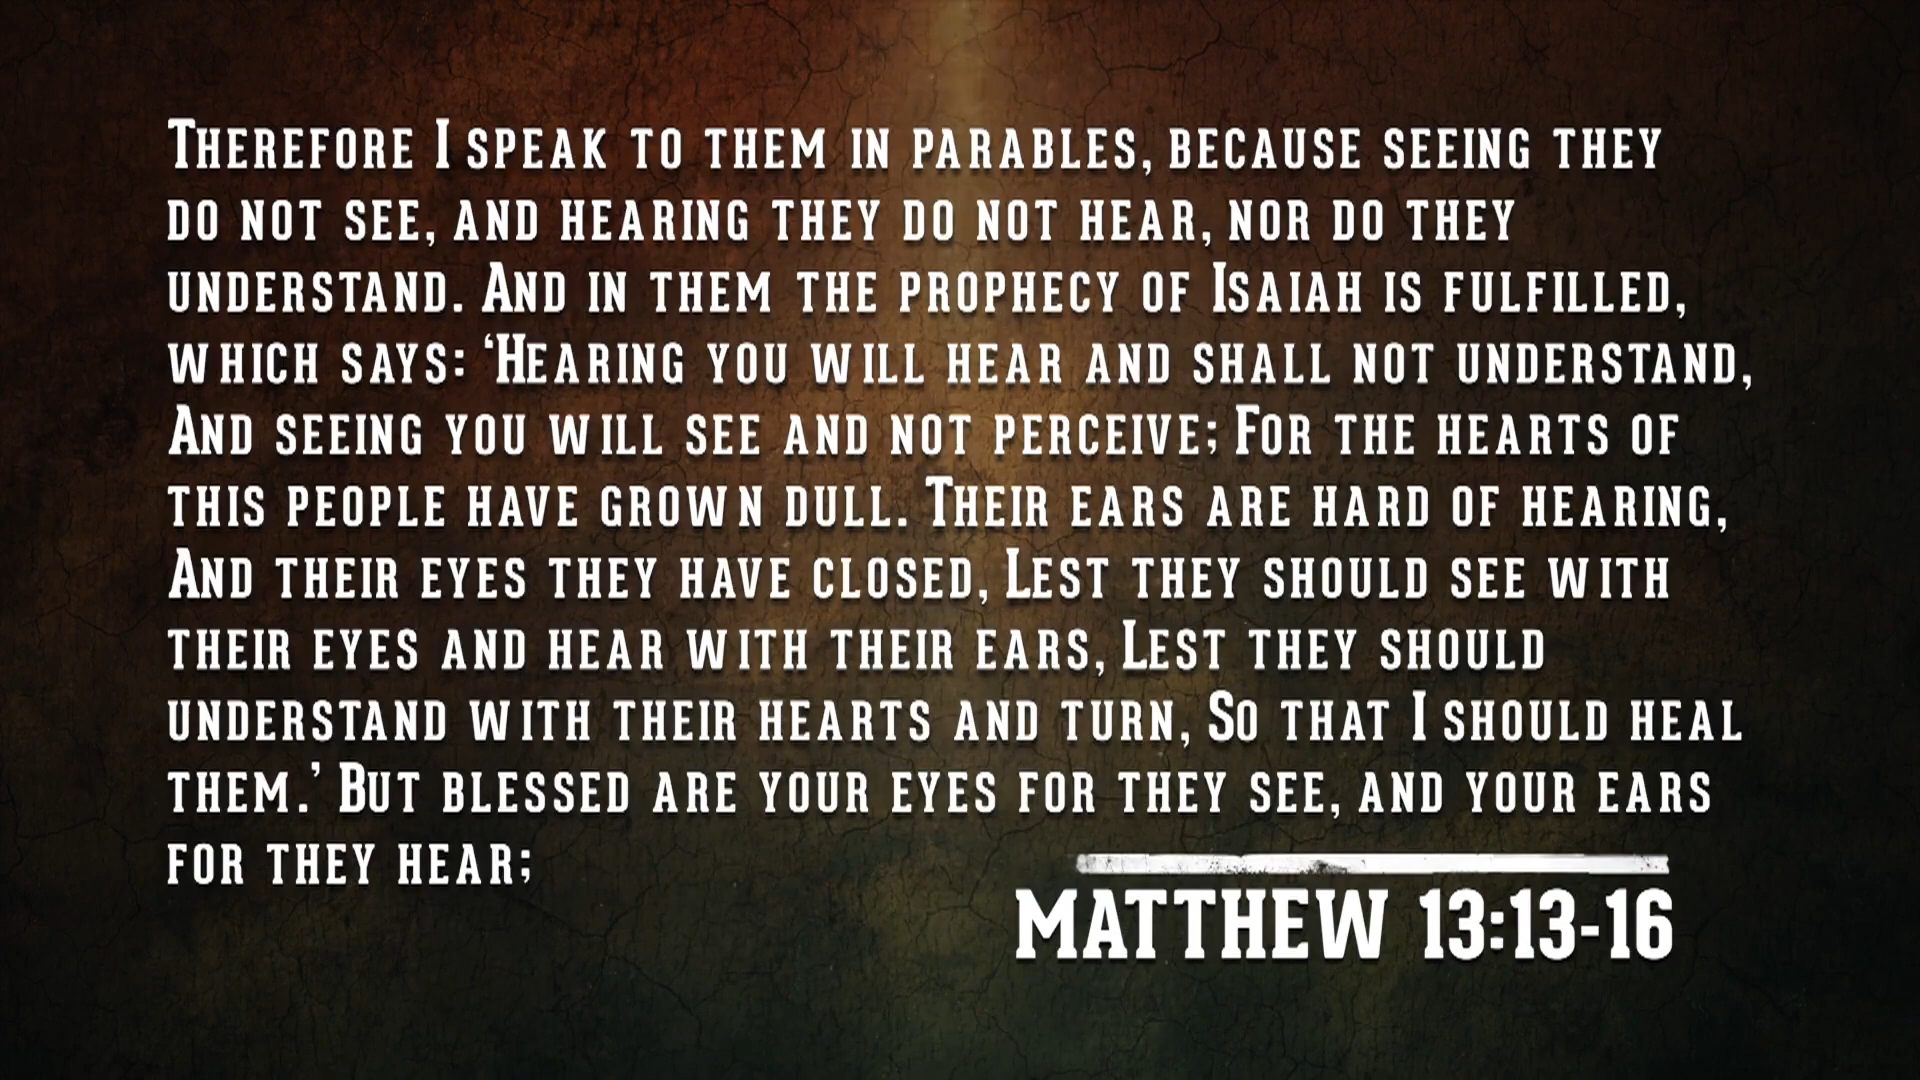 Therefore I speak to them in parables, because seeing they
do not see, and hearing they do not hear, nor do they
understand. And in them the prophecy of Isaiah is fulfilled,
which says: ‘Hearing you will hear and shall not understand,
And seeing you will see and not perceive; For the hearts of
this people have grown dull. Their ears are hard of hearing,
And their eyes they have closed, Lest they should see with
their eyes and hear with their ears, Lest they should
understand with their hearts and turn, So that I should heal
them.’ But blessed are your eyes for they see, and your ears
for they hear;
MATTHEW 13:13-16